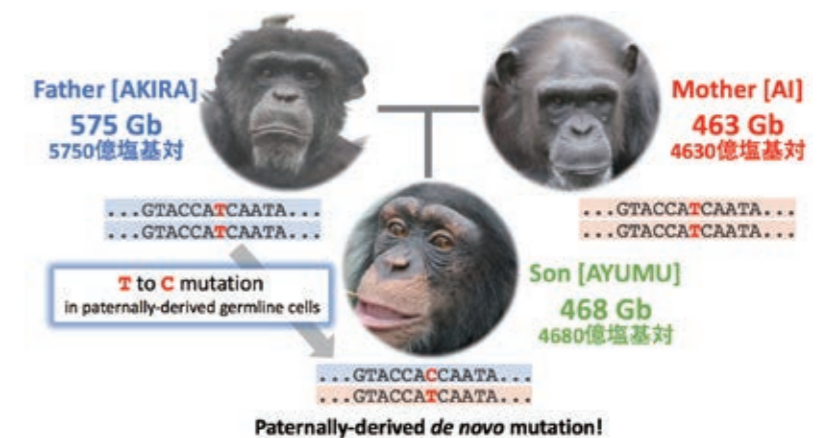 Father [AKIRA]
575 Gb
5750億塩基対
Mother [AI]
463 Gb
4630億塩基対
...GTACCATCAATA...
...GTACCATCAATA...
...GTACCATCAATA...
...GTACCATCAATA...
T to C mutation
in paternally-derived germline cells
Son [AYUMU]
468 Gb
4680億塩基対
...GTACCACCAATA...
...GTACCATCAATA...
Paternally-derived de novo mutation!